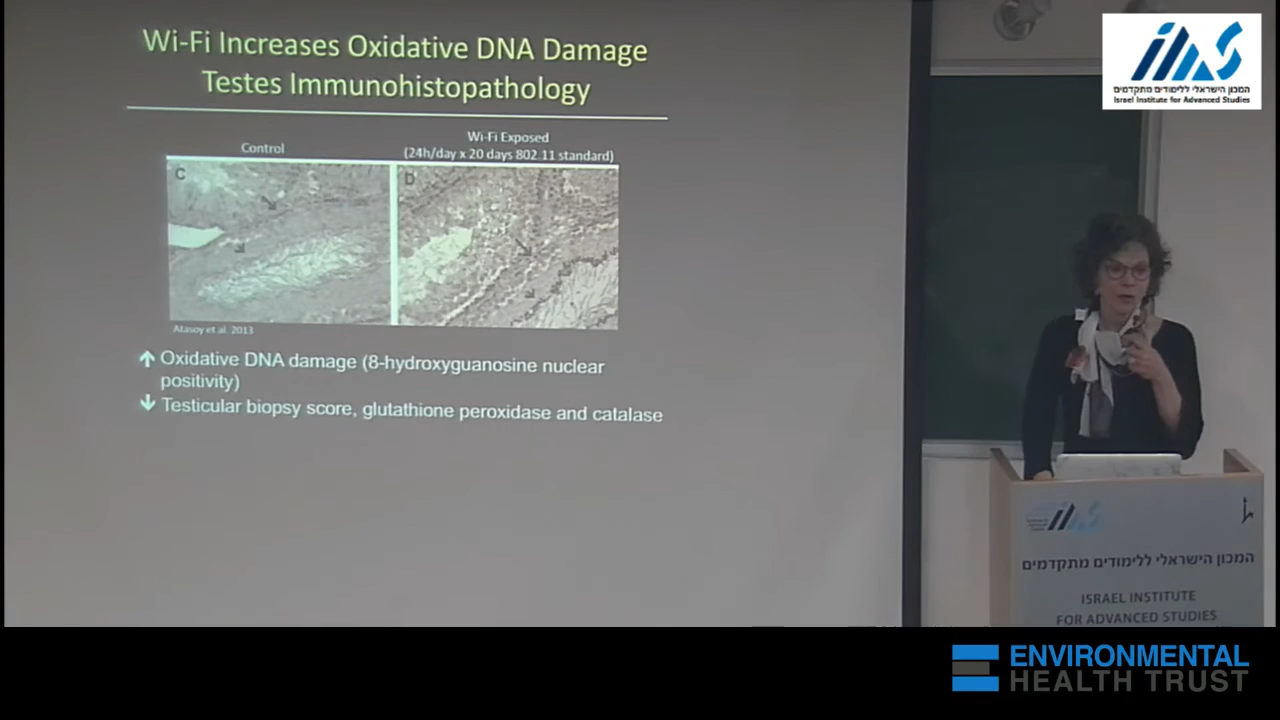 Wi-Fi Increases Oxidative DNA Damage
Testes Immunohistopathology
Control
Wi-Fi Exposed
(24h/day x 20 days 802.11 standard)
C
D
Atasoy et al. 2013
↑ Oxidative DNA damage (8-hydroxyguanosine nuclear
positivity)
↓ Testicular biopsy score, glutathione peroxidase and catalase
המכון הישראלי ללימודים מתקדמים
Israel Institute for Advanced Studies
המכון הישראלי ללימודים מתקדמים
ISRAEL INSTITUTE
FOR ADVANCED STUDIES
ENVIRONMENTAL
HEALTH TRUST